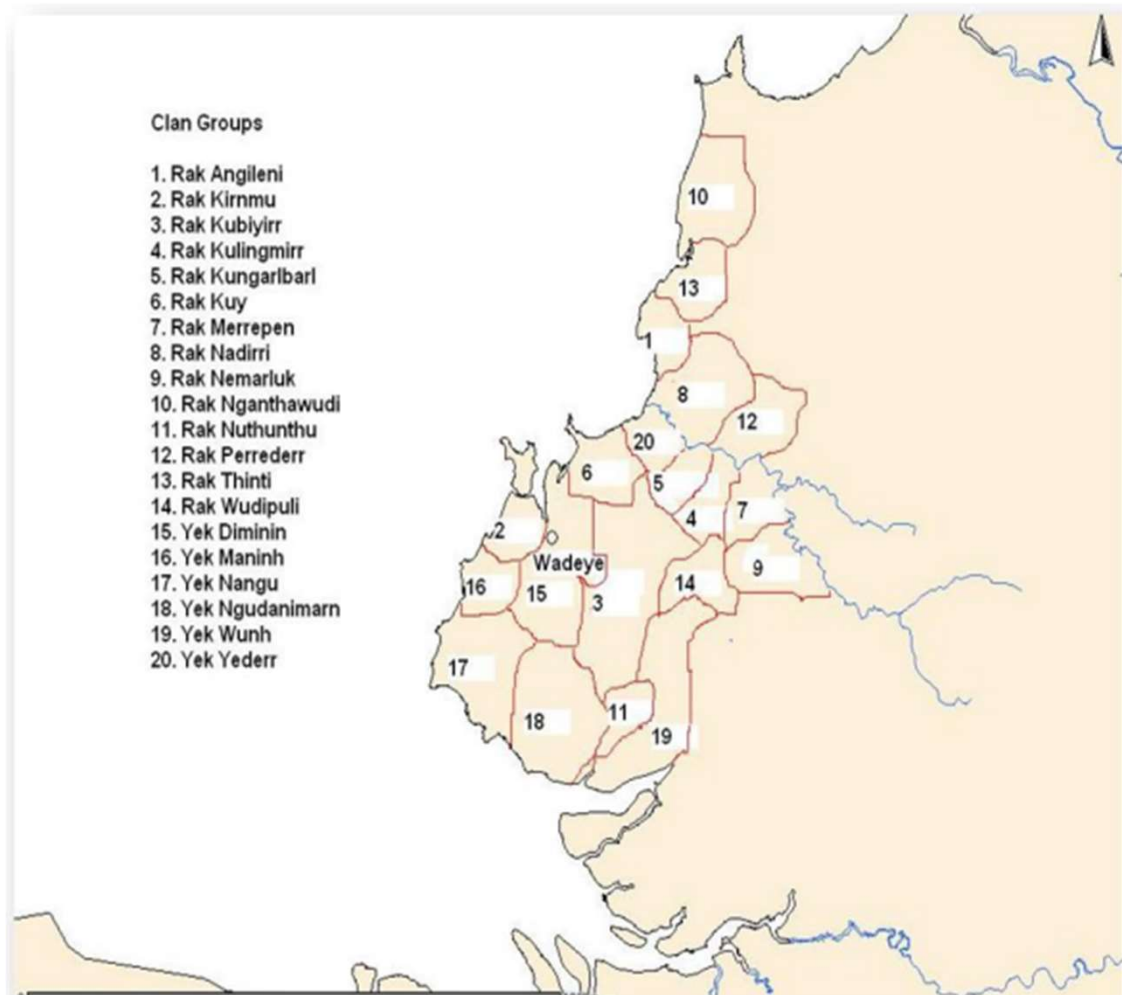 Clan Groups
1. Rak Angileni
2. Rak Kirnmu
3. Rak Kubiyirr
4. Rak Kulingmirr
5. Rak Kungarlbarl
6. Rak Kuy
7. Rak Merrepen
8. Rak Nadirri
9. Rak Nemarluk
10. Rak Nganthawudi
11. Rak Nuthunthu
12. Rak Perrederr
13. Rak Thinti
14. Rak Wudipuli
15. Yek Diminin
16. Yek Maninh
17. Yek Nangu
18. Yek Ngudanimarn
19. Yek Wunh
20. Yek Yederr
10
13
1
8
12
20
6
5
7
4
2
Wadeye
9
14
16
15
3
17
11
18
19